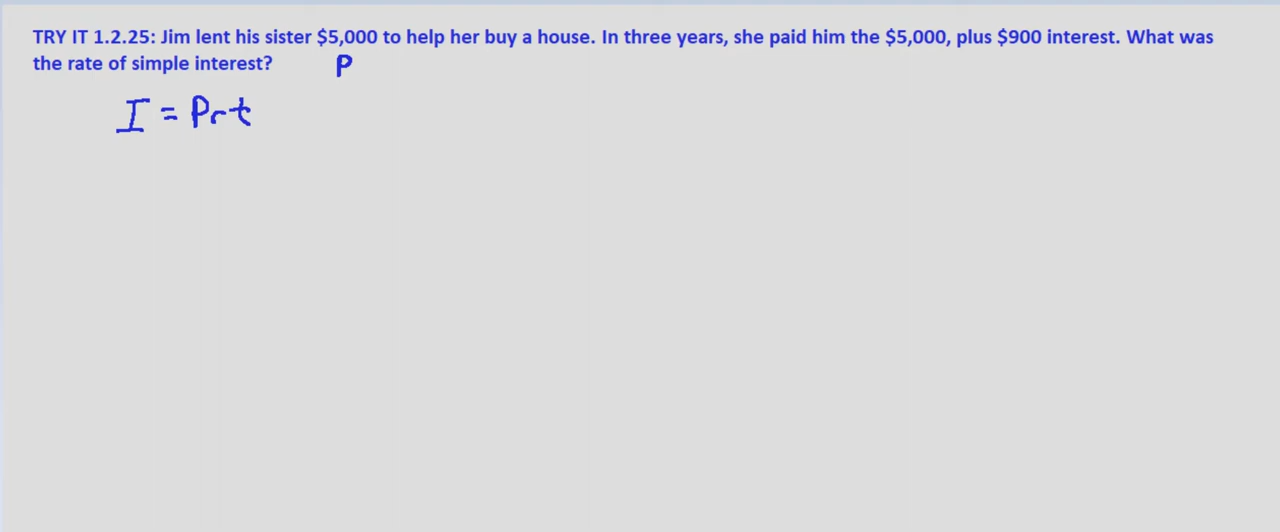 TRY IT 1.2.25: Jim lent his sister $5,000 to help her buy a house. In three years, she paid him the $5,000, plus $900 interest. What was
the rate of simple interest? P
I = Prt